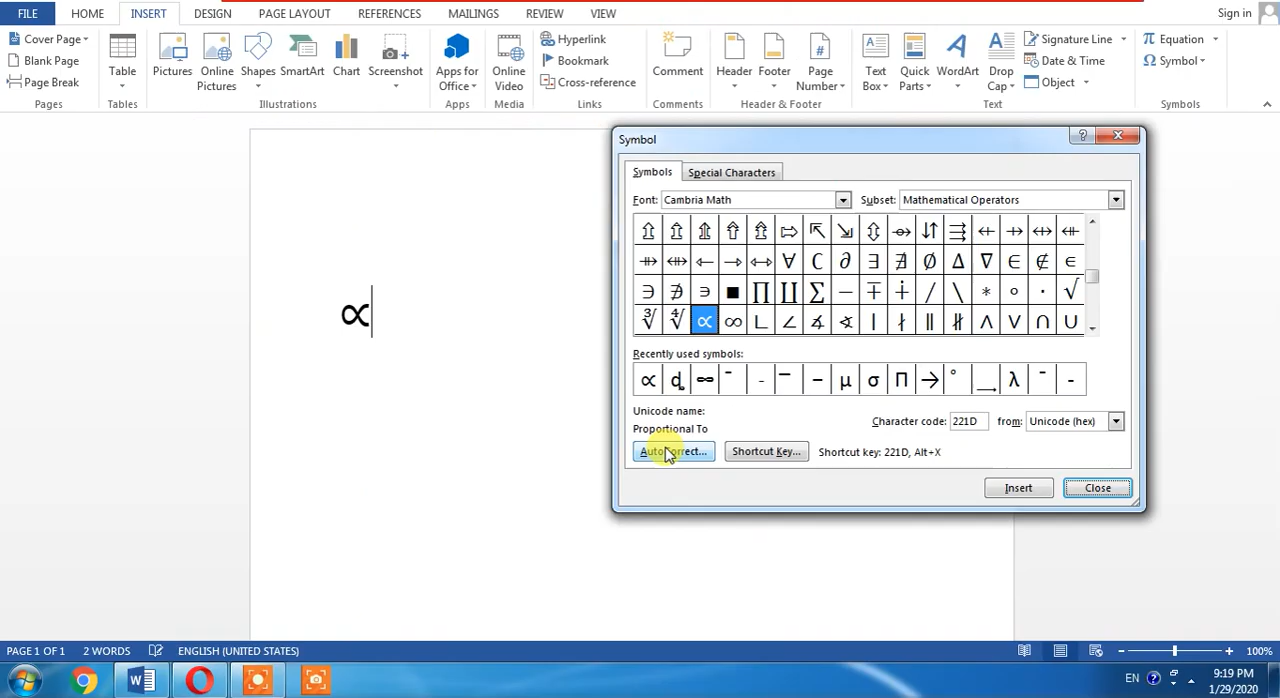 FILE HOME INSERT DESIGN PAGE LAYOUT REFERENCES MAILINGS REVIEW VIEW Sign in
Cover Page
Blank Page
Page Break
Pages
Table
Tables
Pictures
Online Pictures
Shapes
SmartArt
Chart
Screenshot
Illustrations
Apps for Office
Apps
Online Video
Media
Hyperlink
Bookmark
Cross-reference
Links
Comment
Comments
Header
Footer
Page Number
Header & Footer
Text Box
Quick Parts
WordArt
Drop Cap
Signature Line
Date & Time
Object
Text
Equation
Symbol
Symbols
∝
Symbol
Symbols Special Characters
Font: Cambria Math Subset: Mathematical Operators
⇨ ⇱ ⇲ ⇳ ⇴ ⇵ ⇶ ⇷ ⇸ ⇹ ⇺
⇻ ⇼ ⇽ ⇾ ⇿ ∀ ∁ ∂ ∃ ∄ ∅ ∆ ∇ ∈ ∉ ∊
∋ ∌ ∍ ∎ ∏ ∐ ∑ − ∓ ∔ ∕ ∖ ∗ ∘ ∙ √
∛ ∜ ∝ ∞ ∟ ∠ ∡ ∢ ∣ ∤ ∥ ∦ ∧ ∨ ∩ ∪
Recently used symbols:
∝ ∞ µ σ Π → ° λ
Unicode name:
Proportional To
Character code: 221D from: Unicode (hex)
AutoCorrect... Shortcut Key... Shortcut key: 221D, Alt+X
Insert Close
PAGE 1 OF 1 2 WORDS ENGLISH (UNITED STATES) 100%
EN 9:19 PM
1/29/2020